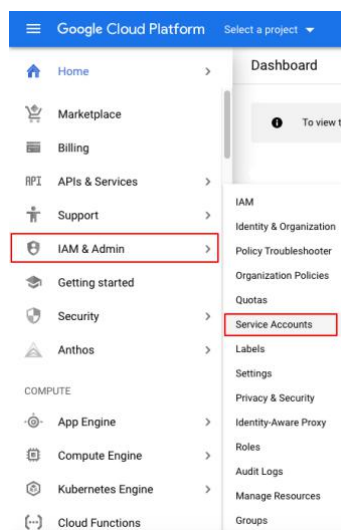 Google Cloud Platform Select a project
Home
Marketplace
Billing
API APIs & Services
Support
IAM & Admin
Getting started
Security
Anthos
COMPUTE
App Engine
Compute Engine
Kubernetes Engine
Cloud Functions
Dashboard
To view t
IAM
Identity & Organization
Policy Troubleshooter
Organization Policies
Quotas
Service Accounts
Labels
Settings
Privacy & Security
Identity-Aware Proxy
Roles
Audit Logs
Manage Resources
Groups